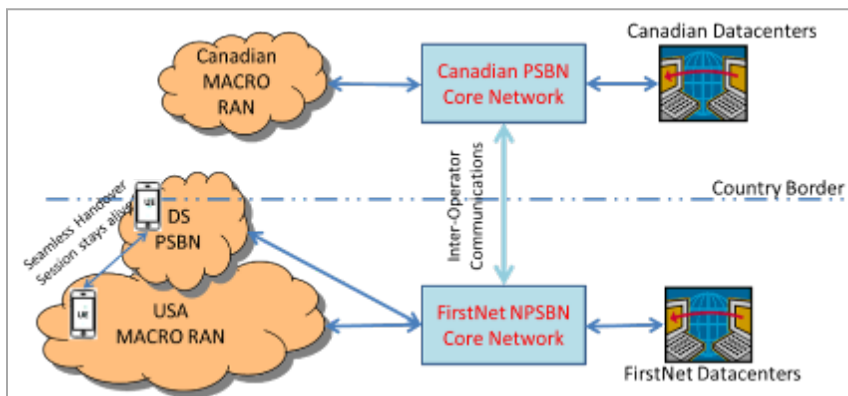 Canadian
MACRO
RAN
Canadian PSBN
Core Network
Canadian Datacenters
Inter-Operator
Communications
Country Border
Seamless Handover
Session stays alive
UE
DS
PSBN
UE
USA
MACRO RAN
FirstNet NPSBN
Core Network
FirstNet Datacenters